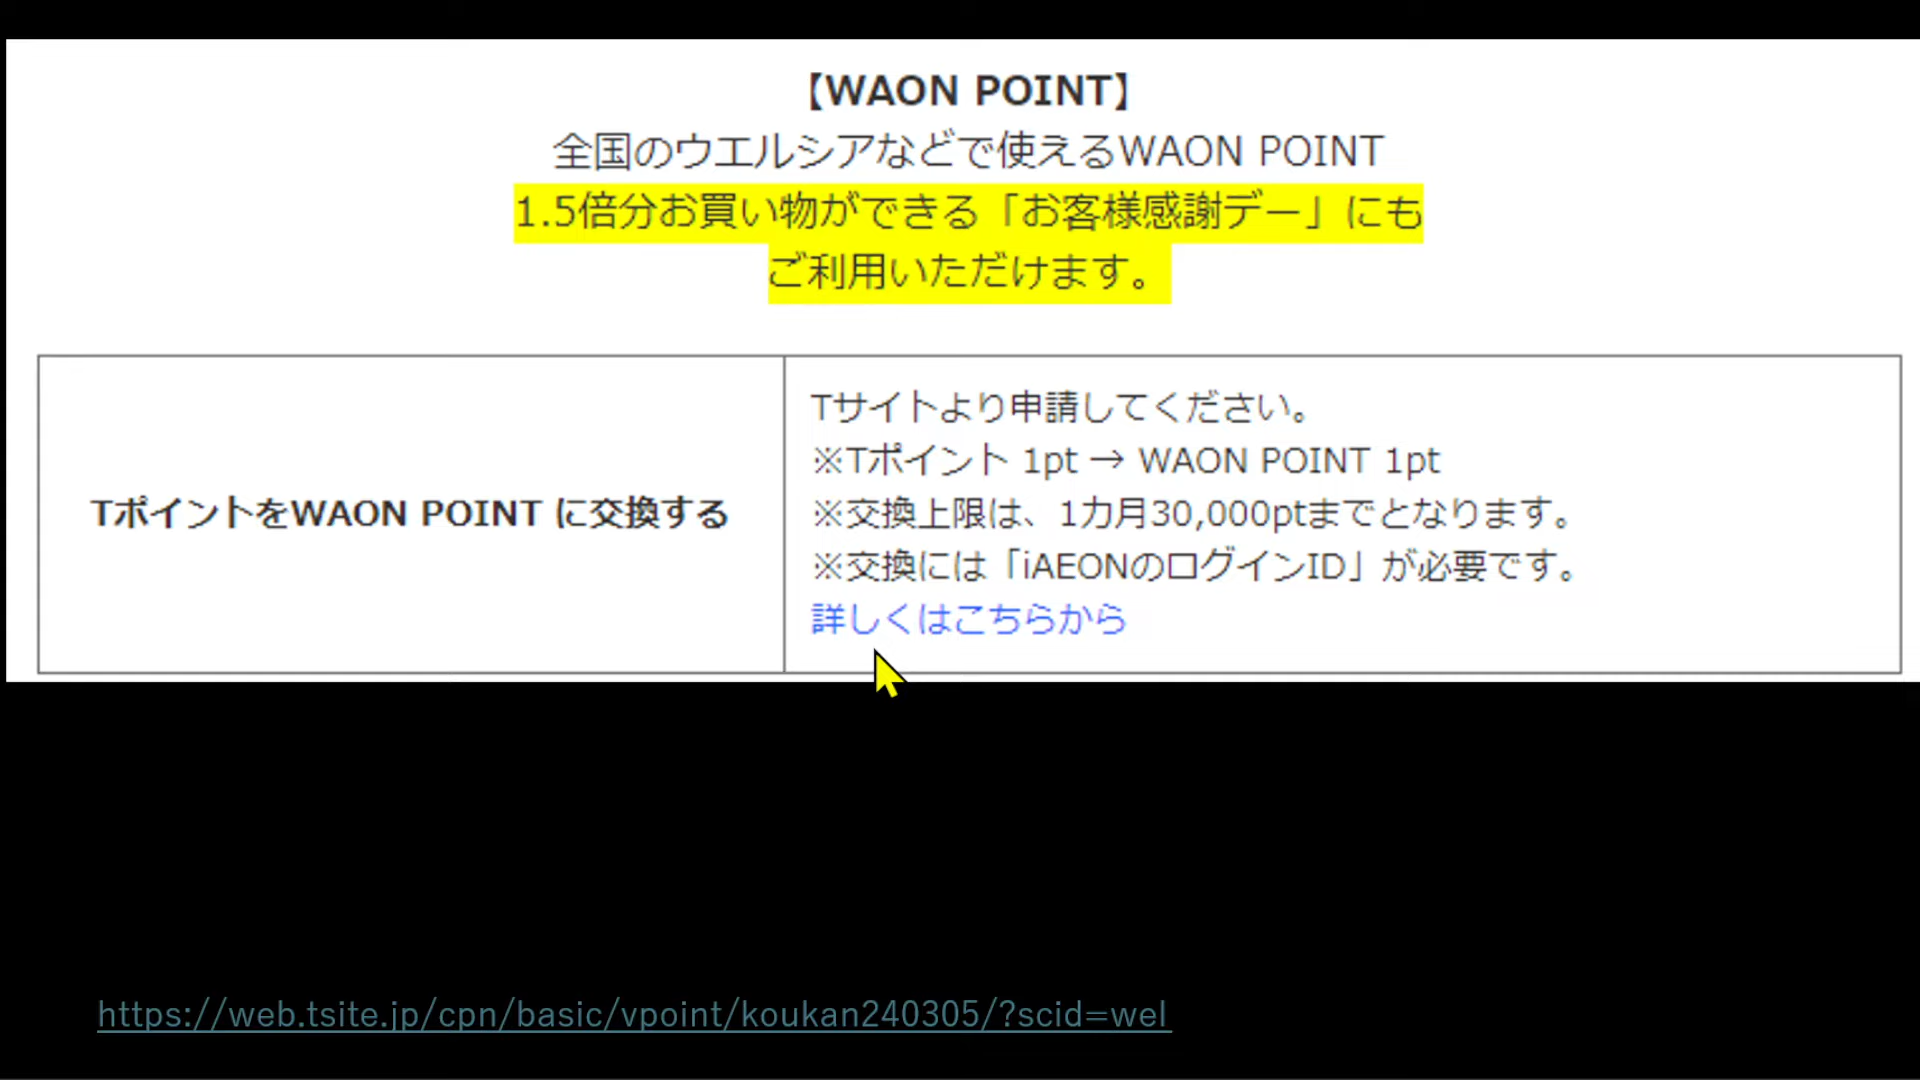 【WAON POINT】
全国のウエルシアなどで使えるWAON POINT
1.5倍分お買い物ができる「お客様感謝デー」にも
ご利用いただけます。
TポイントをWAON POINT に交換する
Tサイトより申請してください。
※Tポイント 1pt → WAON POINT 1pt
※交換上限は、1カ月30,000ptまでとなります。
※交換には「iAEONのログインID」が必要です。
詳しくはこちらから
https://web.tsite.jp/cpn/basic/vpoint/koukan240305/?scid=wel